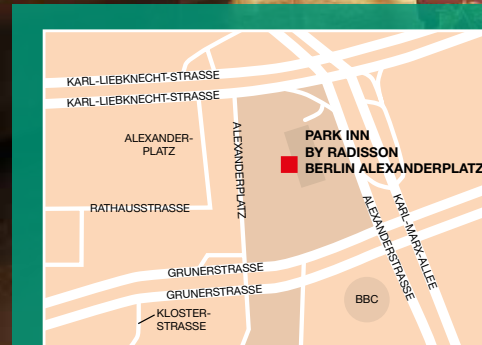 KARL-LIEBKNECHT-STRASSE
KARL-LIEBKNECHT-STRASSE
ALEXANDER-
PLATZ
ALEXANDERPLATZ
PARK INN
BY RADISSON
BERLIN ALEXANDERPLATZ
RATHAUSSTRASSE
ALEXANDERSTRASSE
KARL-MARX-ALLEE
GRUNERSTRASSE
GRUNERSTRASSE
BBC
KLOSTER-
STRASSE